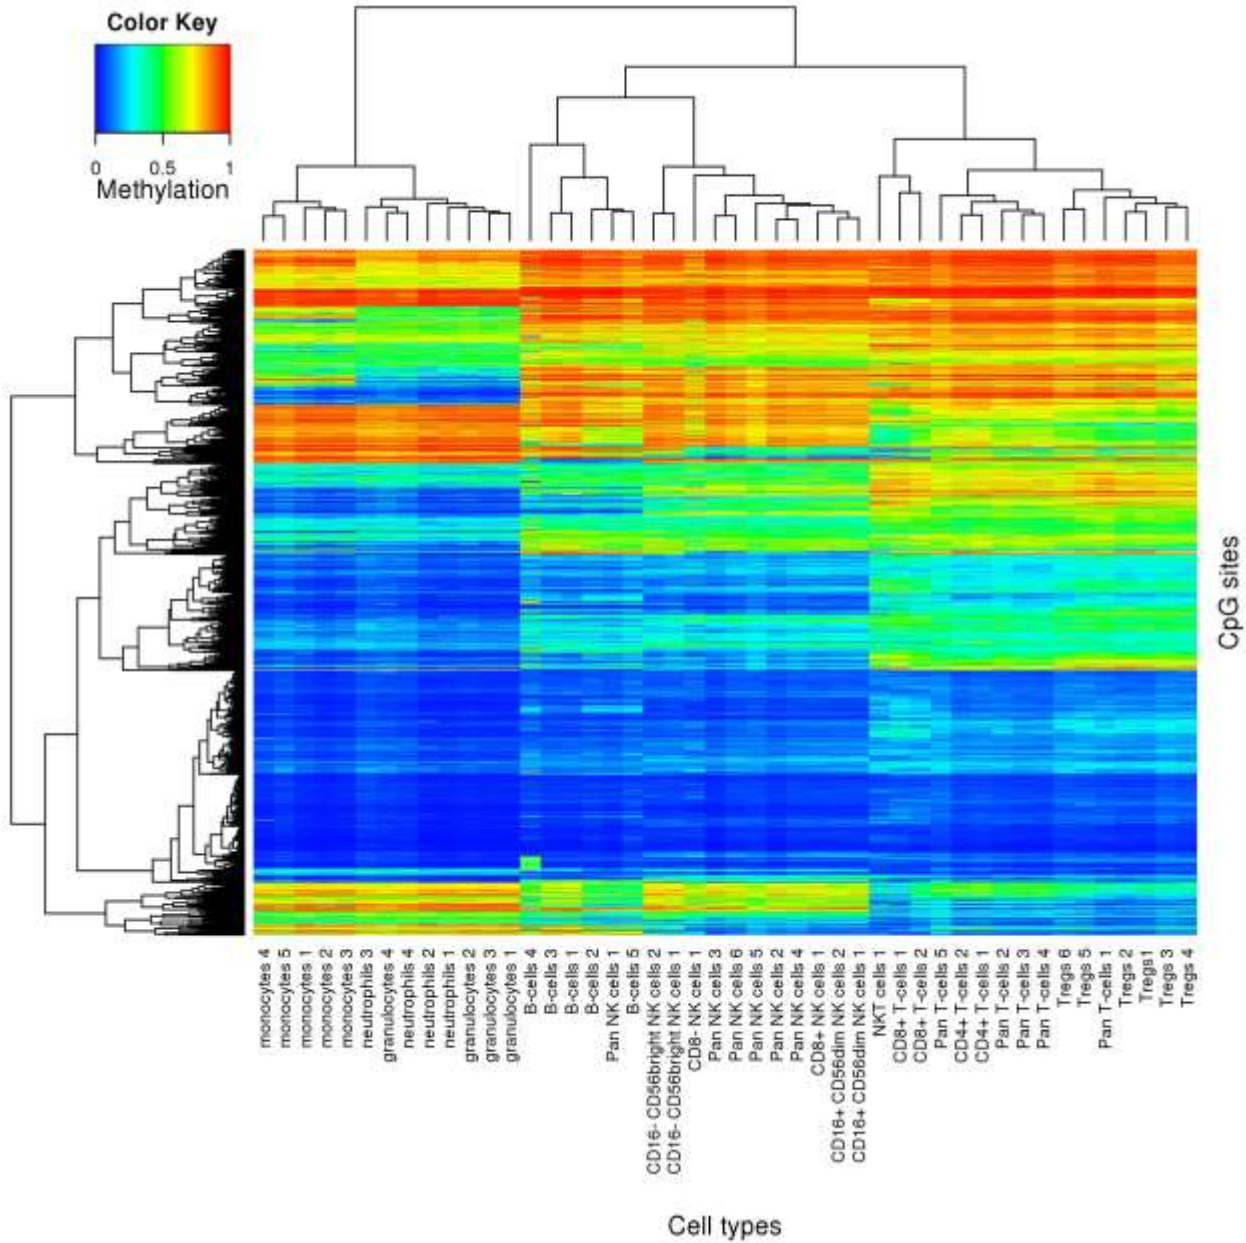 Color Key
0 0.5 1
Methylation
CpG sites
monocytes 4
monocytes 5
monocytes 1
monocytes 2
monocytes 3
neutrophils 3
granulocytes 4
neutrophils 4
neutrophils 2
neutrophils 1
granulocytes 2
granulocytes 3
granulocytes 1
B-cells 4
B-cells 3
B-cells 1
B-cells 2
Pan NK cells 1
B-cells 5
CD16- CD56bright NK cells 2
CD16- CD56bright NK cells 1
CD8- NK cells 1
Pan NK cells 3
Pan NK cells 6
Pan NK cells 5
Pan NK cells 2
Pan NK cells 4
CD8+ NK cells 1
CD16+ CD56dim NK cells 2
CD16+ CD56dim NK cells 1
NKT cells 1
CD8+ T-cells 1
CD8+ T-cells 2
Pan T-cells 5
CD4+ T-cells 2
CD4+ T-cells 1
Pan T-cells 2
Pan T-cells 3
Pan T-cells 4
Tregs 6
Tregs 5
Pan T-cells 1
Tregs 2
Tregs1
Tregs 3
Tregs 4
Cell types